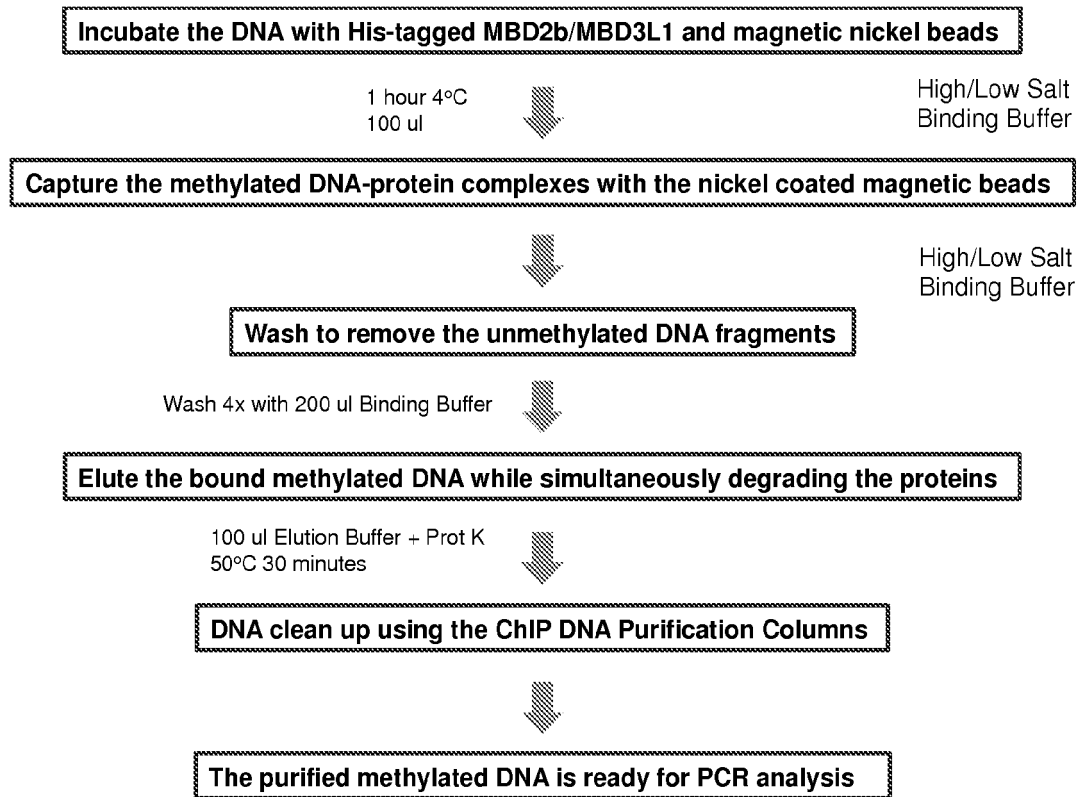 Incubate the DNA with His-tagged MBD2b/MBD3L1 and magnetic nickel beads
1 hour 4°C
100 ul
High/Low Salt
Binding Buffer
Capture the methylated DNA-protein complexes with the nickel coated magnetic beads
High/Low Salt
Binding Buffer
Wash to remove the unmethylated DNA fragments
Wash 4x with 200 ul Binding Buffer
Elute the bound methylated DNA while simultaneously degrading the proteins
100 ul Elution Buffer + Prot K
50°C 30 minutes
DNA clean up using the ChIP DNA Purification Columns
The purified methylated DNA is ready for PCR analysis